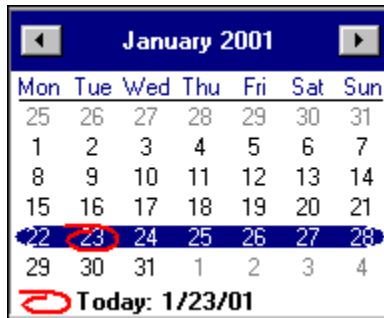 January 2001
Mon Tue Wed Thu Fri Sat Sun
25 26 27 28 29 30 31
1 2 3 4 5 6 7
8 9 10 11 12 13 14
15 16 17 18 19 20 21
22 23 24 25 26 27 28
29 30 31 1 2 3 4
Today: 1/23/01